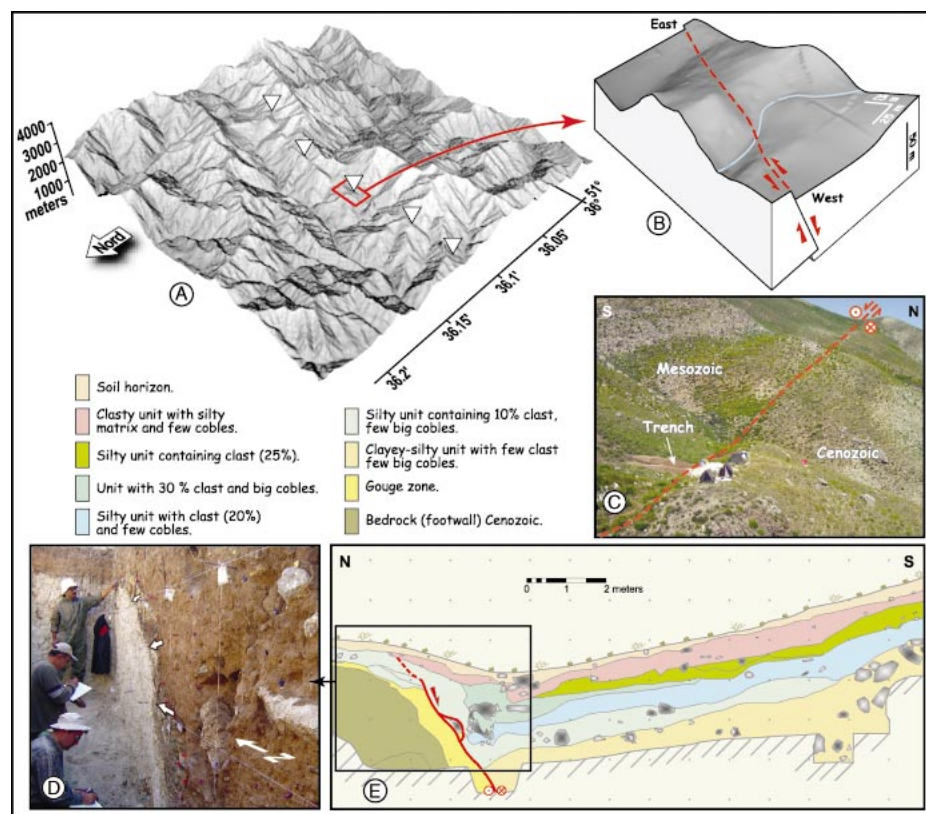 4000
3000
2000
1000
meters
Nord
A
51°
36°
36.05'
36.1'
36.15'
36.2'
East
West
50 m
B
S
N
Mesozoic
Trench
Cenozoic
C
Soil horizon.
Clasty unit with silty
matrix and few cobles.
Silty unit containing clast (25%).
Unit with 30 % clast and big cobles.
Silty unit with clast (20%)
and few cobles.
Silty unit containing 10% clast,
few big cobles.
Clayey-silty unit with few clast
few big cobles.
Gouge zone.
Bedrock (footwall) Cenozoic.
N
D
N
S
0 1 2 meters
E